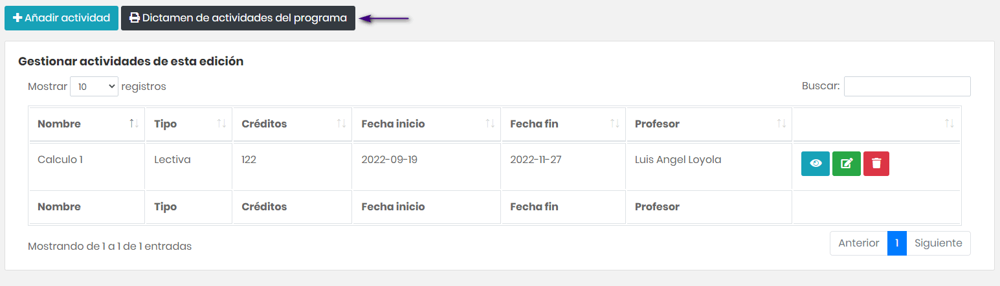 Añadir actividad Dictamen de actividades del programa
Gestionar actividades de esta edición
Mostrar 10 registros Buscar:
Nombre Tipo Créditos Fecha inicio Fecha fin Profesor
Calculo 1 Lectiva 122 2022-09-19 2022-11-27 Luis Angel Loyola
Nombre Tipo Créditos Fecha inicio Fecha fin Profesor
Mostrando de 1 a 1 de 1 entradas Anterior 1 Siguiente